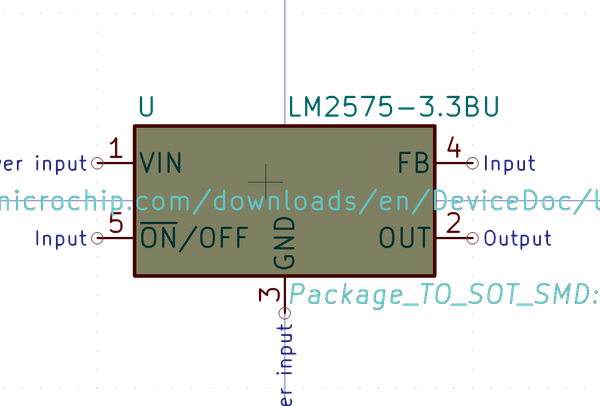 U LM2575-3.3BU
1 4
er input VIN FB Input
microchip.com/downloads/en/DeviceDoc/L
5 2
Input ON/OFF GND OUT Output
3 Package_TO_SOT_SMD:
er input